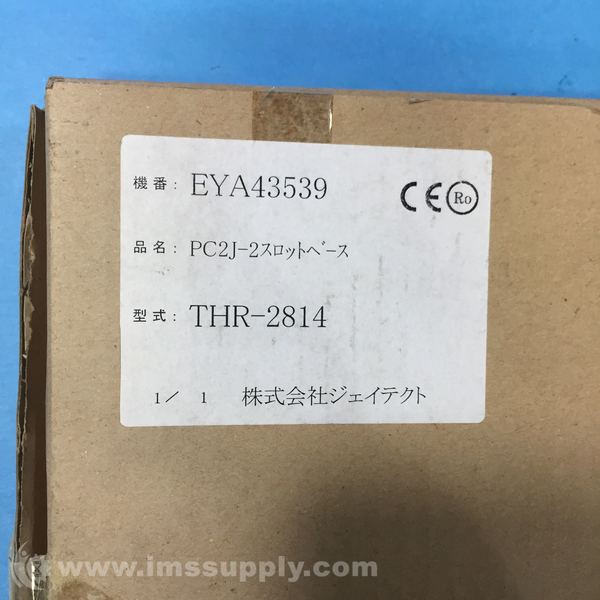 機番: EYA43539
CE Ro
品名: PC2J-2スロットベース
型式: THR-2814
1/ 1 株式会社ジェイテクト
www.imssupply.com